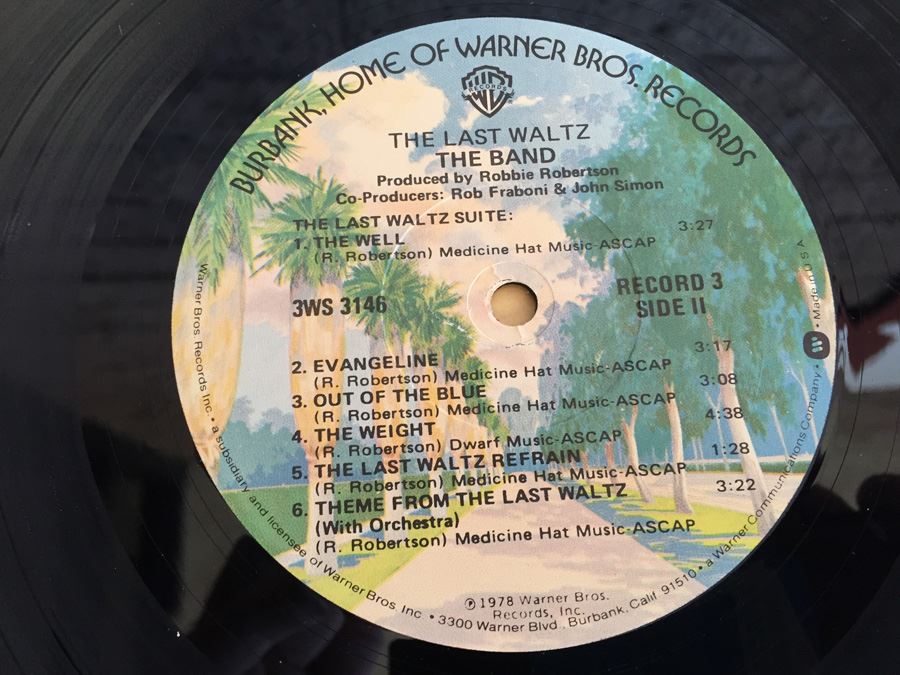 BURBANK, HOME OF WARNER BROS. RECORDS
WB
RECORDS
THE LAST WALTZ
THE BAND
Produced by Robbie Robertson
Co-Producers: Rob Fraboni & John Simon
THE LAST WALTZ SUITE:
1. THE WELL 3:27
(R. Robertson) Medicine Hat Music-ASCAP
3WS 3146
RECORD 3
SIDE II
2. EVANGELINE 3:17
(R. Robertson) Medicine Hat Music-ASCAP
3. OUT OF THE BLUE 3:08
(R. Robertson) Medicine Hat Music-ASCAP
4. THE WEIGHT 4:38
(R. Robertson) Dwarf Music-ASCAP
5. THE LAST WALTZ REFRAIN 1:28
(R. Robertson) Medicine Hat Music-ASCAP
6. THEME FROM THE LAST WALTZ 3:22
(With Orchestra)
(R. Robertson) Medicine Hat Music-ASCAP
℗ 1978 Warner Bros.
Records, Inc.
Warner Bros. Records Inc. • a subsidiary and licensee of Warner Bros. Inc. • 3300 Warner Blvd., Burbank, Calif. 91510 • a Warner Communications Company • Made in U S A